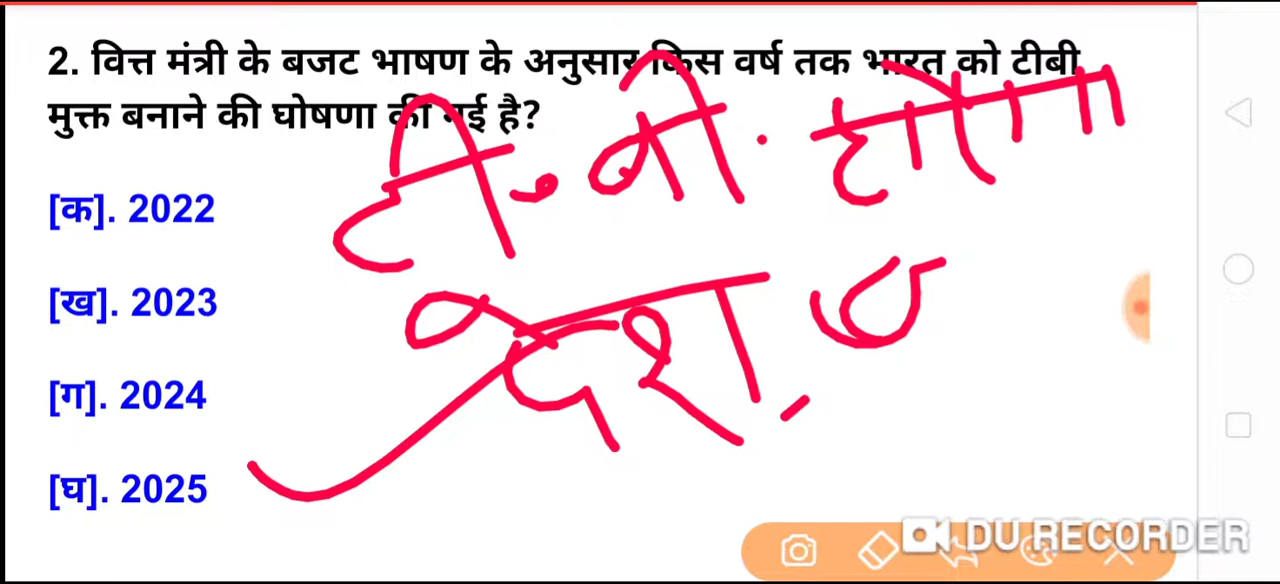 2. वित्त मंत्री के बजट भाषण के अनुसार किस वर्ष तक भारत को टीबी
मुक्त बनाने की घोषणा की गई है?
टी. बी. हारेगा
देश
[क]. 2022
[ख]. 2023
[ग]. 2024
[घ]. 2025
DU RECORDER